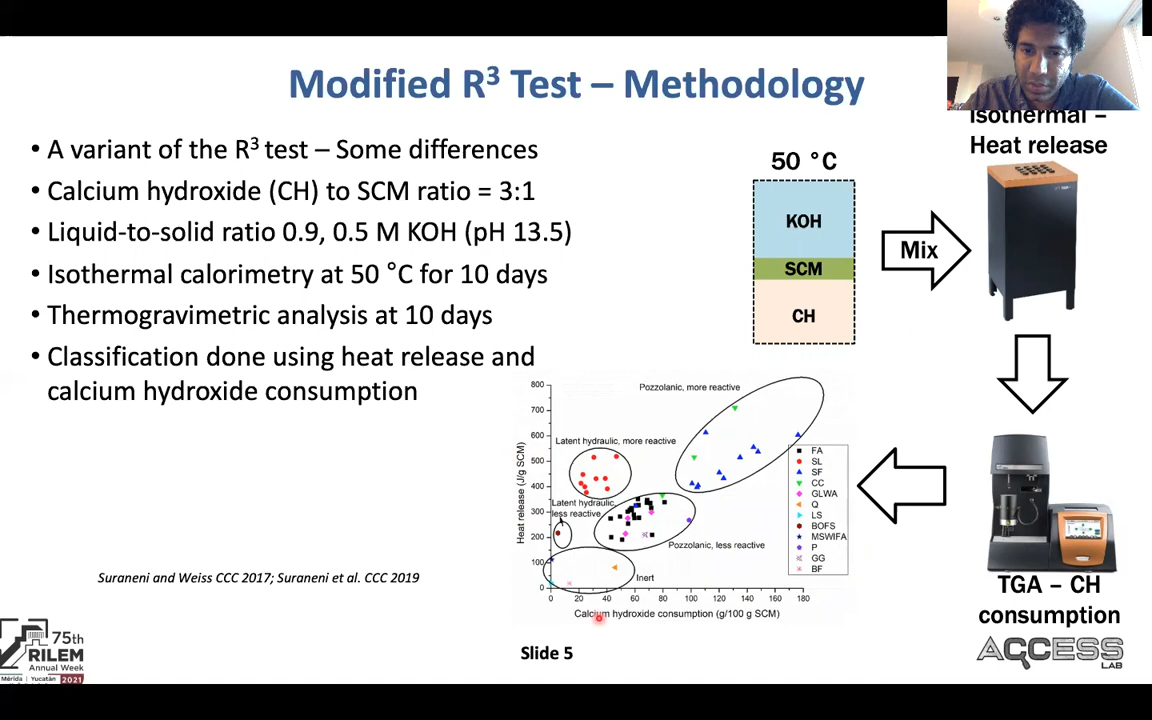 Modified R³ Test – Methodology
• A variant of the R³ test – Some differences
• Calcium hydroxide (CH) to SCM ratio = 3:1
• Liquid-to-solid ratio 0.9, 0.5 M KOH (pH 13.5)
• Isothermal calorimetry at 50 °C for 10 days
• Thermogravimetric analysis at 10 days
• Classification done using heat release and
calcium hydroxide consumption
50 °C
KOH
SCM
CH
Mix
Isothermal –
Heat release
TGA – CH
consumption
Heat release (J/g SCM)
800
700
600
500
400
300
200
100
0
0 20 40 60 80 100 120 140 160 180
Calcium hydroxide consumption (g/100 g SCM)
Pozzolanic, more reactive
Latent hydraulic, more reactive
Latent hydraulic,
less reactive
Pozzolanic, less reactive
Inert
FA
SL
SF
CC
GLWA
Q
LS
BOFS
MSWIFA
P
GG
BF
Suraneni and Weiss CCC 2017; Suraneni et al. CCC 2019
75th
RILEM
Annual Week
Mérida | Yucatán 2021
Slide 5
ACCESS
LAB